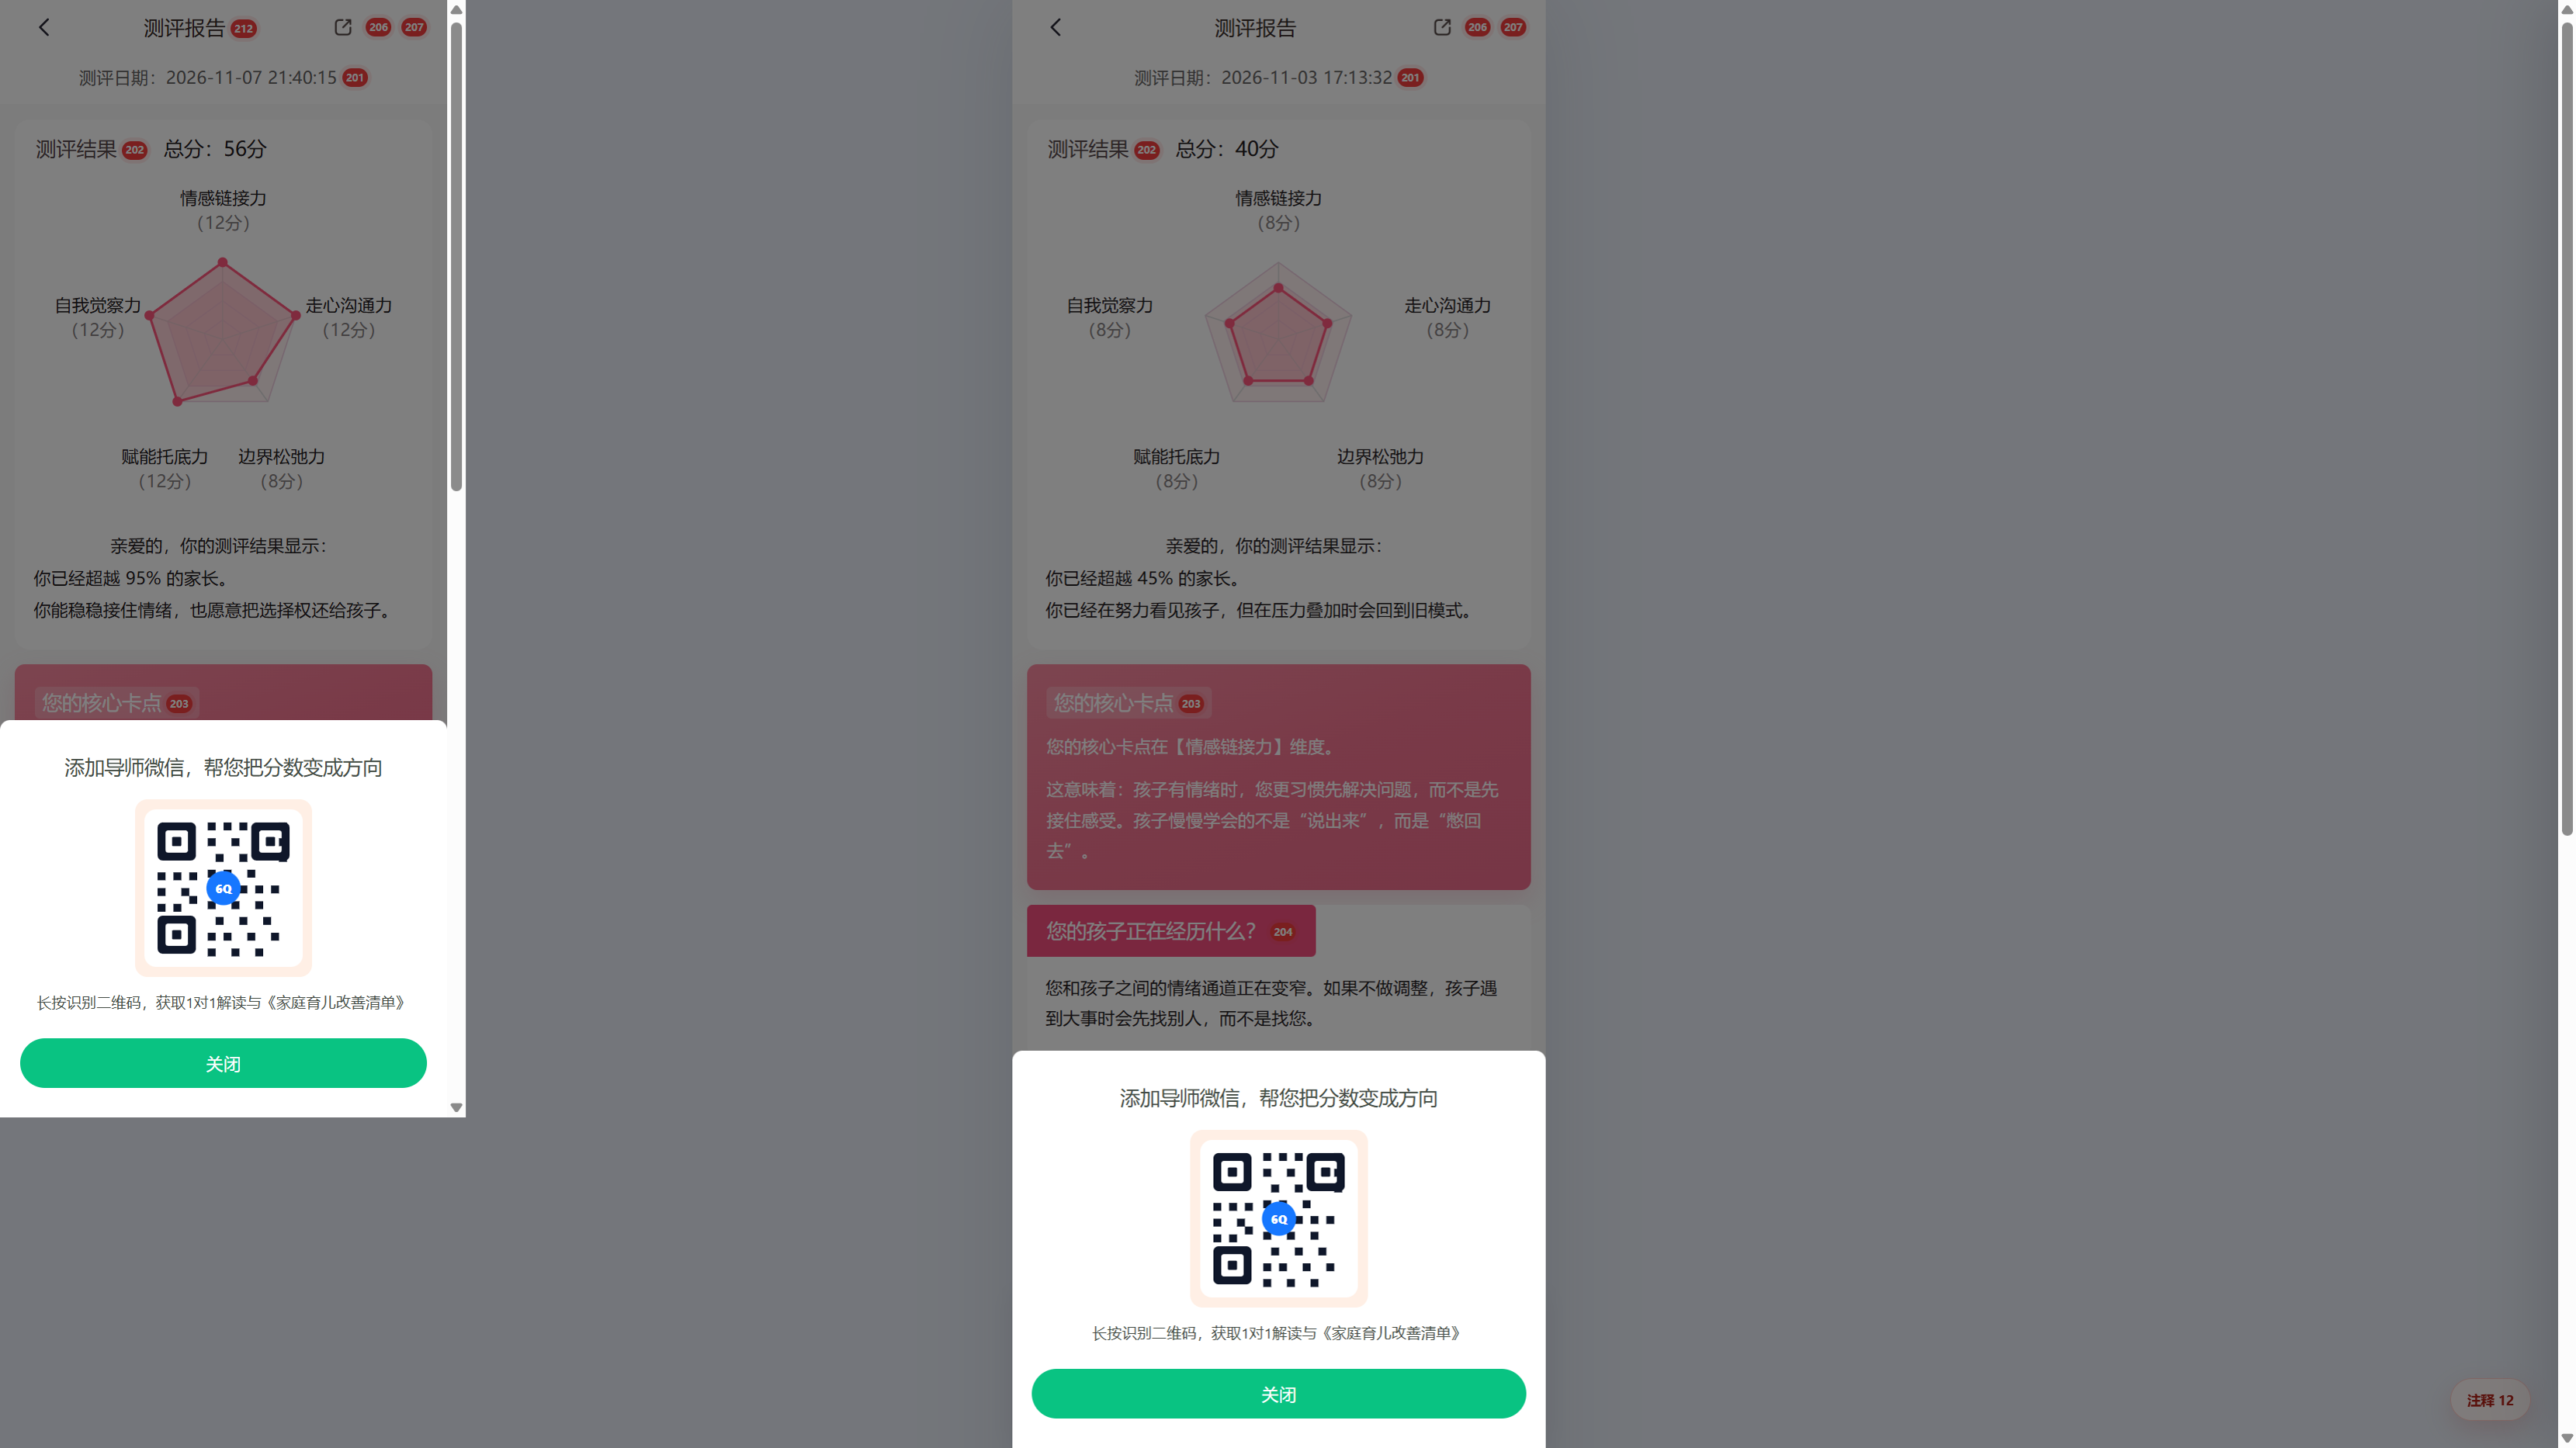 测评报告 212 206 207
测评日期：2026-11-07 21:40:15 201
测评结果 202 总分：56分
情感链接力
（12分）
自我觉察力
（12分）
走心沟通力
（12分）
赋能托底力
（12分）
边界松弛力
（8分）
亲爱的，你的测评结果显示：
你已经超越 95% 的家长。
你能稳稳接住情绪，也愿意把选择权还给孩子。
您的核心卡点 203
添加导师微信，帮您把分数变成方向
6Q
长按识别二维码，获取1对1解读与《家庭育儿改善清单》
关闭
测评报告 206 207
测评日期：2026-11-03 17:13:32 201
测评结果 202 总分：40分
情感链接力
（8分）
自我觉察力
（8分）
走心沟通力
（8分）
赋能托底力
（8分）
边界松弛力
（8分）
亲爱的，你的测评结果显示：
你已经超越 45% 的家长。
你已经在努力看见孩子，但在压力叠加时会回到旧模式。
您的核心卡点 203
您的核心卡点在【情感链接力】维度。
这意味着：孩子有情绪时，您更习惯先解决问题，而不是先
接住感受。孩子慢慢学会的不是“说出来”，而是“憋回
去”。
您的孩子正在经历什么？ 204
您和孩子之间的情绪通道正在变窄。如果不做调整，孩子遇
到大事时会先找别人，而不是找您。
添加导师微信，帮您把分数变成方向
6Q
长按识别二维码，获取1对1解读与《家庭育儿改善清单》
关闭
注释 12